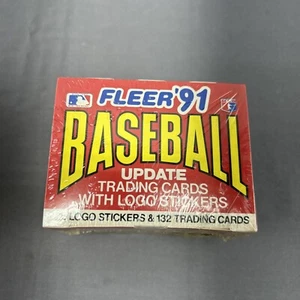 FLEER '91
BASEBALL
UPDATE
TRADING CARDS
WITH LOGO STICKERS
LOGO STICKERS & 132 TRADING CARDS